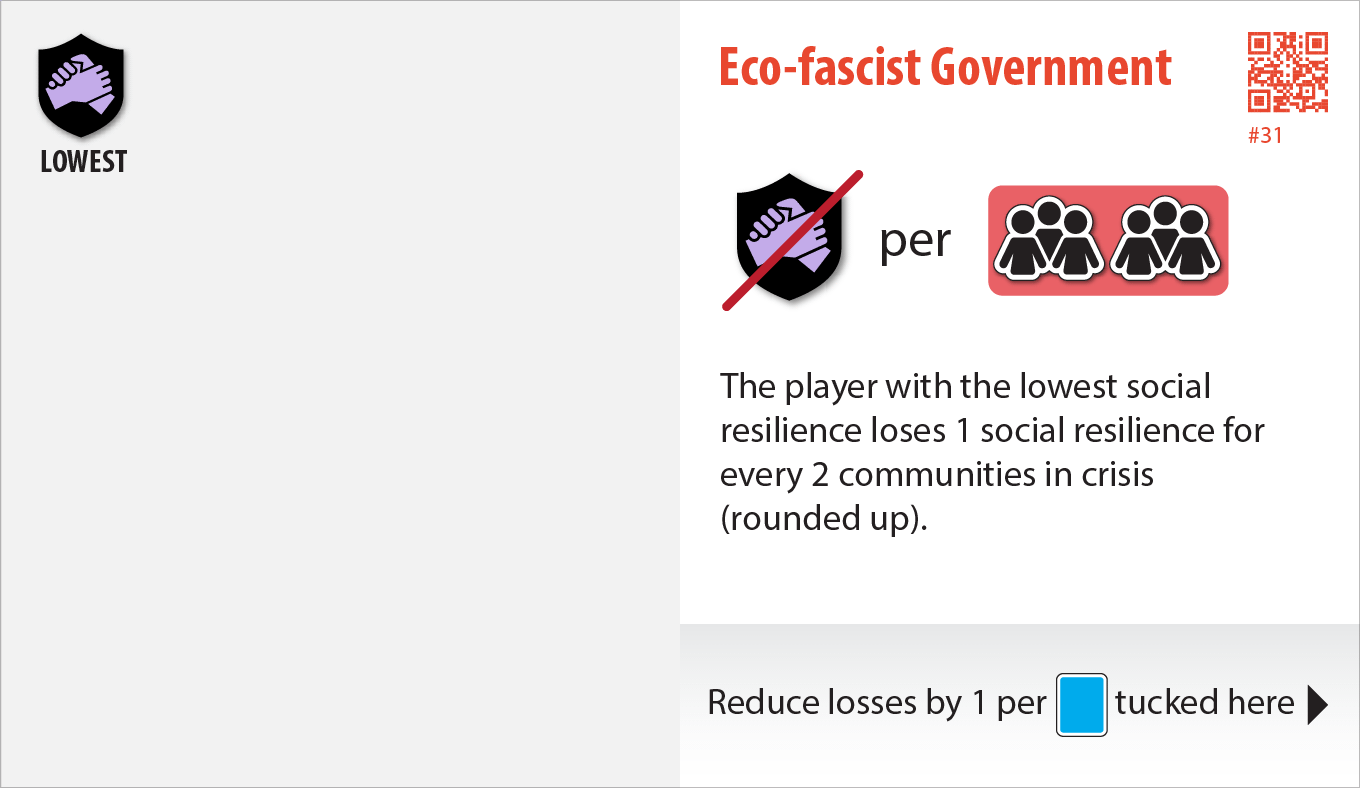 LOWEST
Eco-fascist Government
#31
per
The player with the lowest social
resilience loses 1 social resilience for
every 2 communities in crisis
(rounded up).
Reduce losses by 1 per tucked here